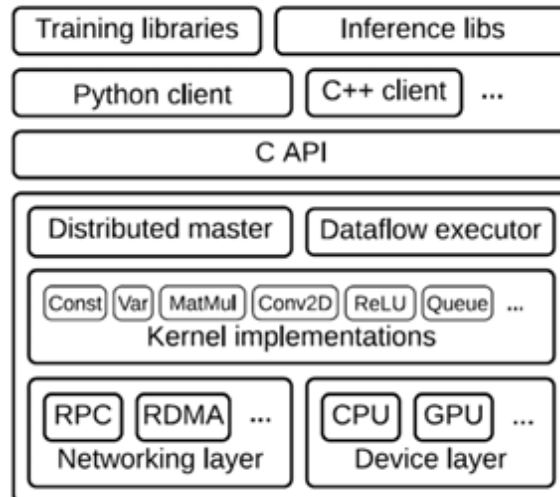 Training libraries Inference libs
Python client C++ client ...
C API
Distributed master Dataflow executor
Const Var MatMul Conv2D ReLU Queue ...
Kernel implementations
RPC RDMA ... CPU GPU ...
Networking layer Device layer